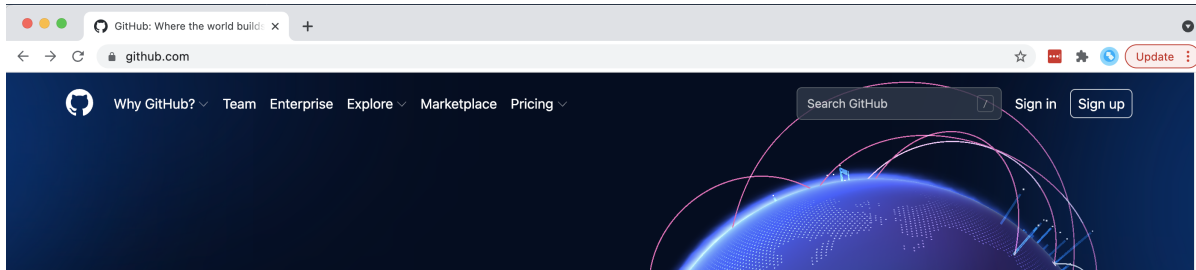 GitHub: Where the world builds
github.com
Update
Why GitHub? Team Enterprise Explore Marketplace Pricing Search GitHub / Sign in Sign up